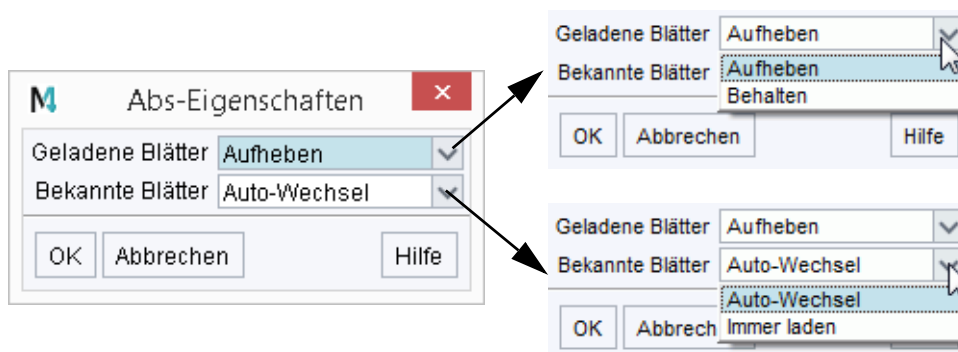 Abs-Eigenschaften
Geladene Blätter Aufheben
Bekannte Blätter Auto-Wechsel
OK Abbrechen Hilfe
Geladene Blätter Aufheben
Bekannte Blätter Aufheben
Behalten
OK Abbrechen Hilfe
Geladene Blätter Aufheben
Bekannte Blätter Auto-Wechsel
Auto-Wechsel
OK Abbrech Immer laden